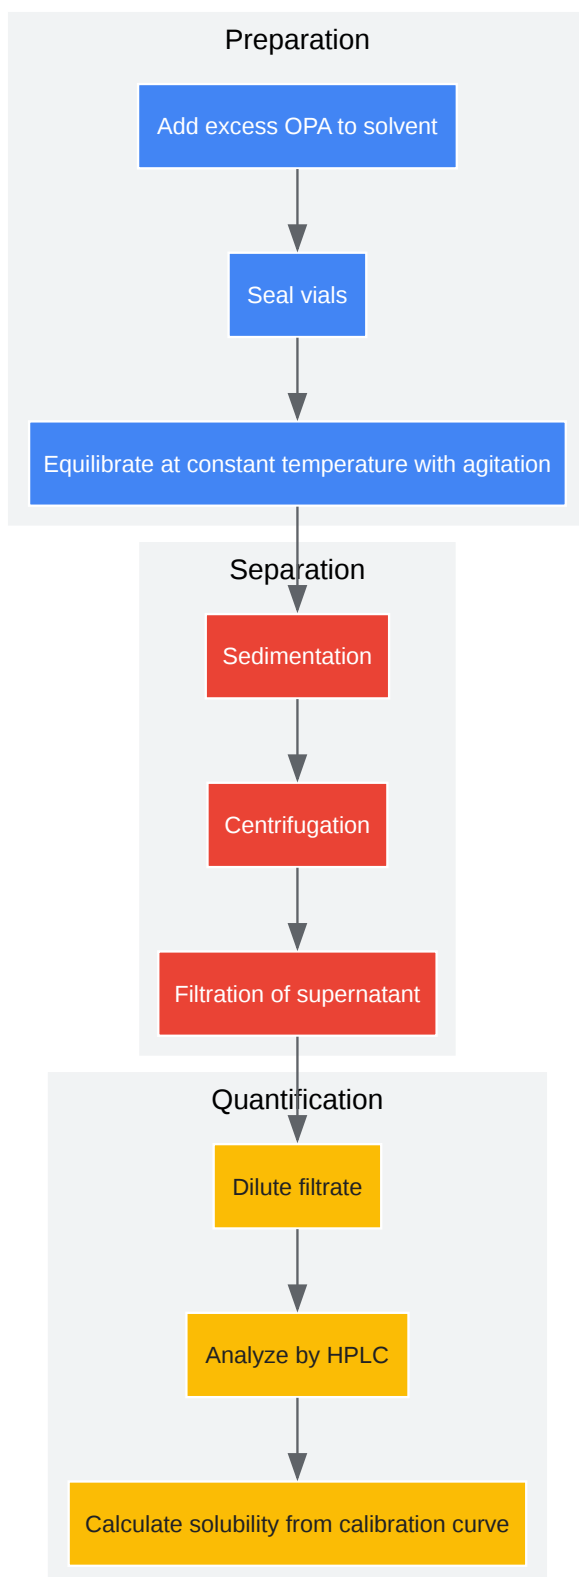 Preparation
Add excess OPA to solvent
Seal vials
Equilibrate at constant temperature with agitation
Separation
Sedimentation
Centrifugation
Filtration of supernatant
Quantification
Dilute filtrate
Analyze by HPLC
Calculate solubility from calibration curve